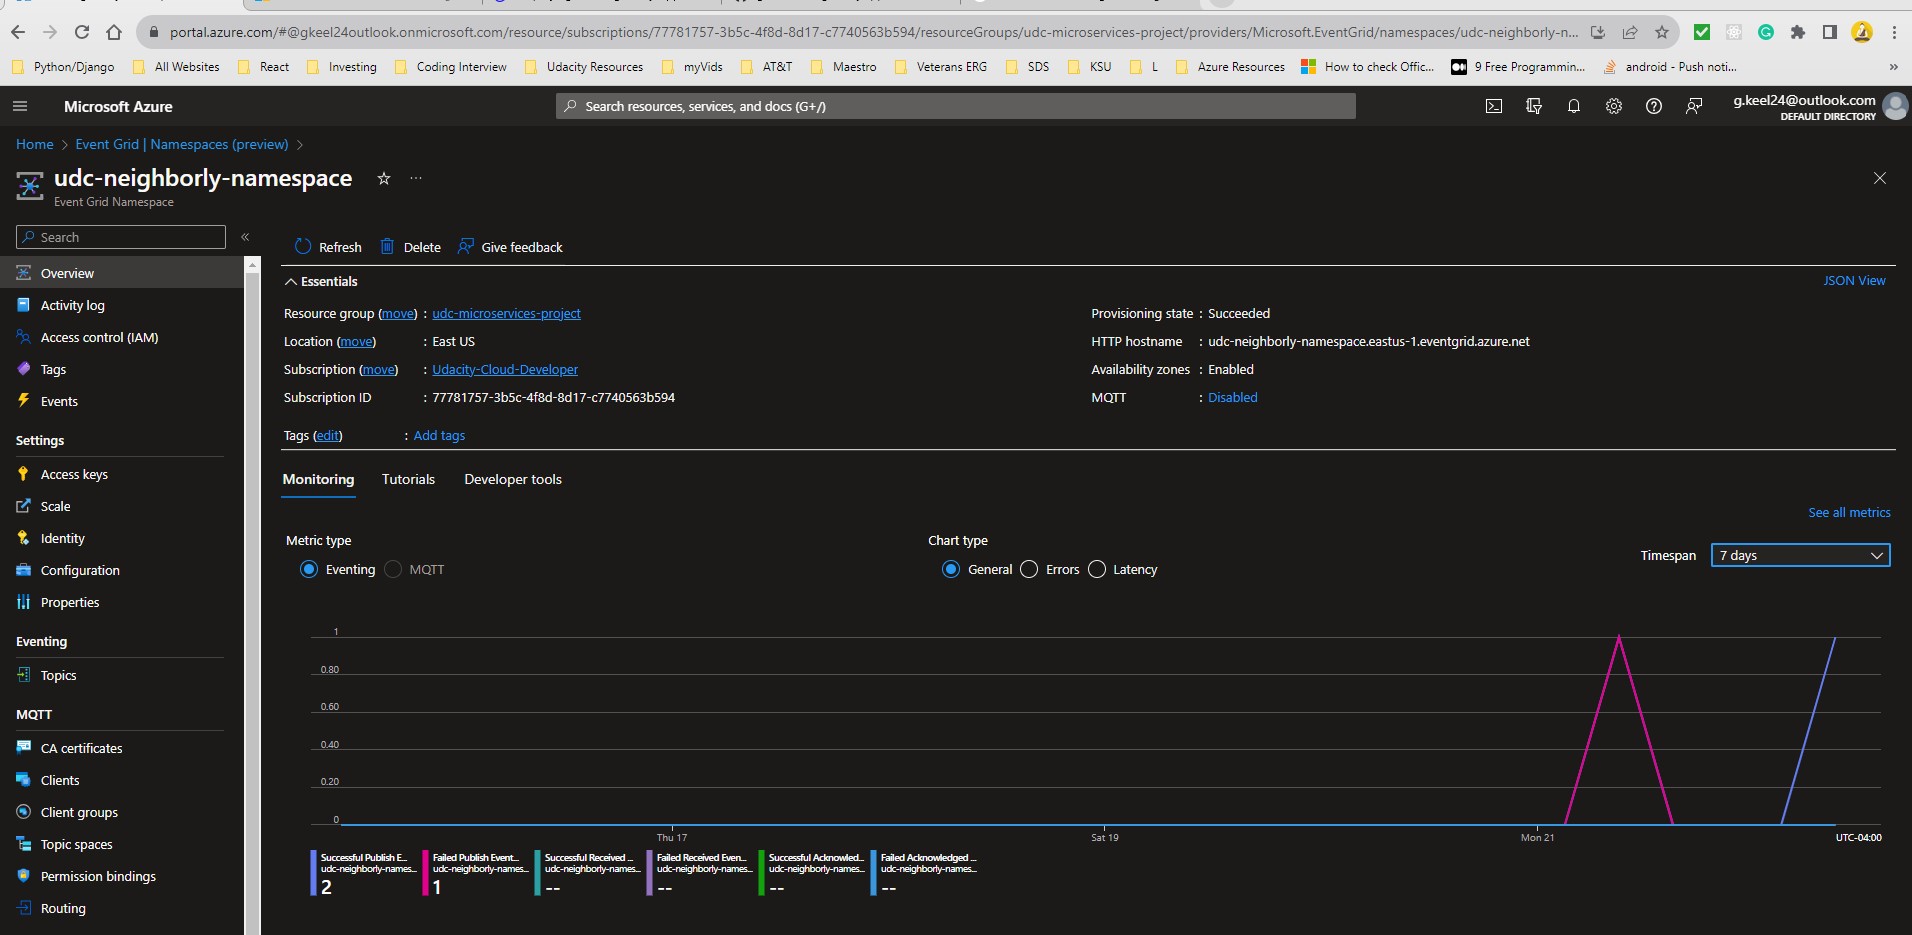 portal.azure.com/#@gkeel24outlook.onmicrosoft.com/resource/subscriptions/77781757-3b5c-4f8d-8d17-c7740563b594/resourceGroups/udc-microservices-project/providers/Microsoft.EventGrid/namespaces/udc-neighborly-n...
Python/Django All Websites React Investing Coding Interview Udacity Resources myVids AT&T Maestro Veterans ERG SDS KSU L Azure Resources How to check Offic... 9 Free Programmin... android - Push noti... »
Microsoft Azure
Search resources, services, and docs (G+/)
g.keel24@outlook.com
DEFAULT DIRECTORY
Home > Event Grid | Namespaces (preview) >
udc-neighborly-namespace
Event Grid Namespace
Search
Overview
Activity log
Access control (IAM)
Tags
Events
Settings
Access keys
Scale
Identity
Configuration
Properties
Eventing
Topics
MQTT
CA certificates
Clients
Client groups
Topic spaces
Permission bindings
Routing
Refresh Delete Give feedback
Essentials
JSON View
Resource group (move) : udc-microservices-project
Location (move) : East US
Subscription (move) : Udacity-Cloud-Developer
Subscription ID : 77781757-3b5c-4f8d-8d17-c7740563b594
Tags (edit) : Add tags
Provisioning state : Succeeded
HTTP hostname : udc-neighborly-namespace.eastus-1.eventgrid.azure.net
Availability zones : Enabled
MQTT : Disabled
Monitoring Tutorials Developer tools
See all metrics
Metric type
Eventing MQTT
Chart type
General Errors Latency
Timespan 7 days
1
0.80
0.60
0.40
0.20
0
Thu 17 Sat 19 Mon 21 UTC-04:00
Successful Publish E...
udc-neighborly-names...
2
Failed Publish Event...
udc-neighborly-names...
1
Successful Received ...
udc-neighborly-names...
--
Failed Received Even...
udc-neighborly-names...
--
Successful Acknowled...
udc-neighborly-names...
--
Failed Acknowledged ...
udc-neighborly-names...
--